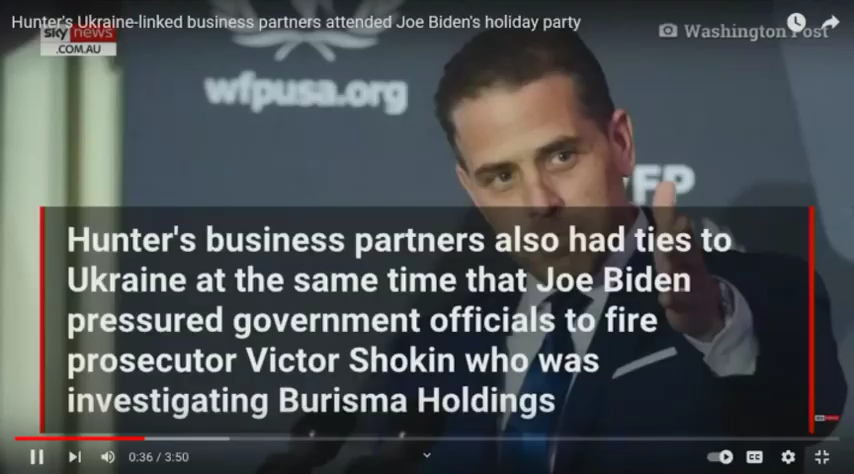 Hunter's Ukraine-linked business partners attended Joe Biden's holiday party
sky news
.COM.AU
Washington Post
wfpusa.org
FP
Hunter's business partners also had ties to
Ukraine at the same time that Joe Biden
pressured government officials to fire
prosecutor Victor Shokin who was
investigating Burisma Holdings
0:36 / 3:50